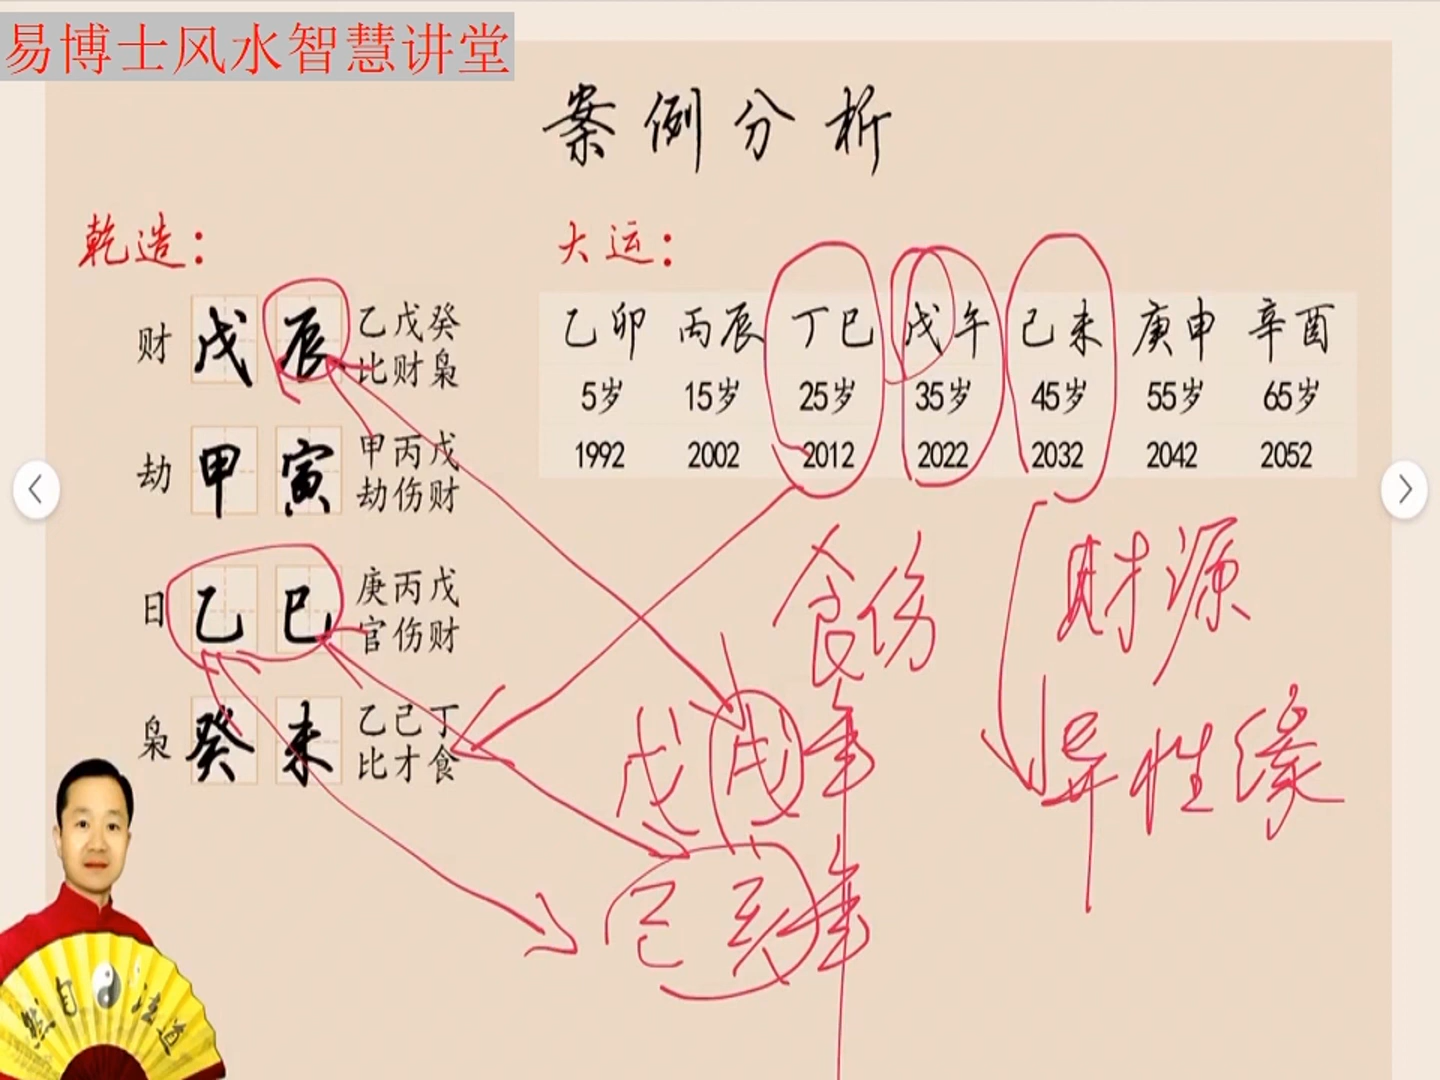 易博士风水智慧讲堂
案例分析
乾造：
大运：
财 戊 辰 乙戊癸
比财枭
劫 甲 寅 甲丙戊
劫伤财
日 乙 巳 庚丙戊
官伤财
枭 癸 未 乙己丁
比才食
乙卯 丙辰 丁巳 戊午 己未 庚申 辛酉
5岁 15岁 25岁 35岁 45岁 55岁 65岁
1992 2002 2012 2022 2032 2042 2052
食伤
财源
戊戌年
异性缘
己亥年
道法自然